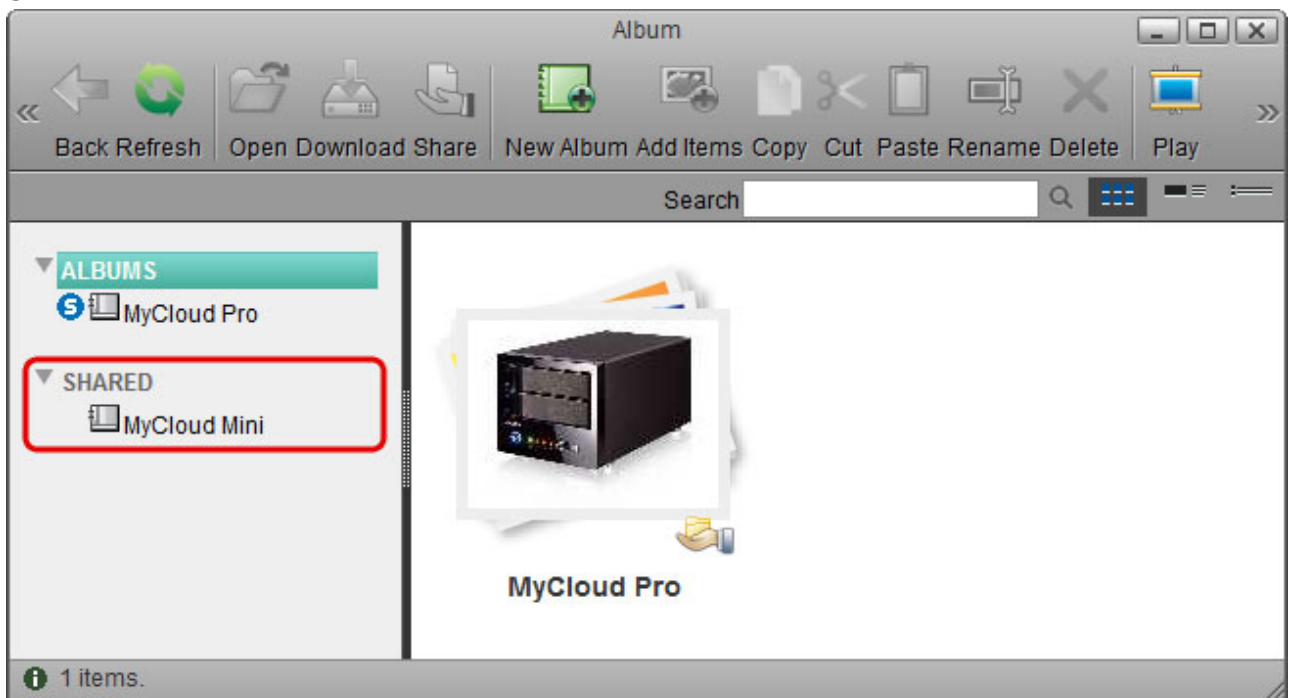 Album
Back Refresh Open Download Share New Album Add Items Copy Cut Paste Rename Delete Play
Search
ALBUMS
MyCloud Pro
SHARED
MyCloud Mini
MyCloud Pro
1 items.